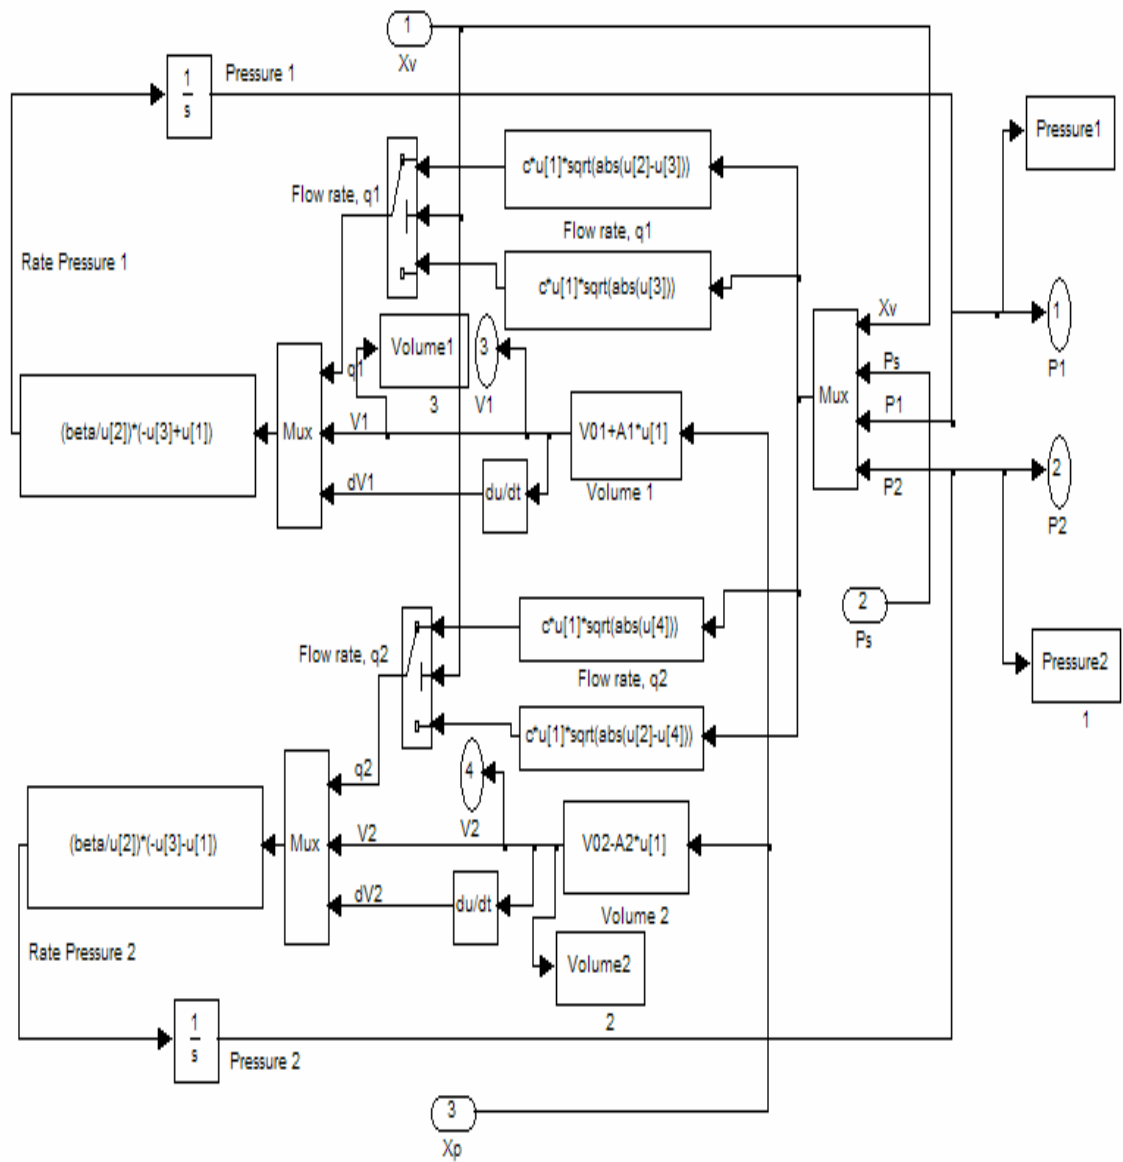 1
Xv
1
s
Pressure 1
Pressure1
c*u[1]*sqrt(abs(u[2]-u[3]))
Flow rate, q1
Flow rate, q1
Rate Pressure 1
c*u[1]*sqrt(abs(u[3]))
Xv
1
P1
Volume1
3
3
V1
q1
Ps
Mux
P1
(beta/u[2])*(-u[3]+u[1])
Mux
V1
V01+A1*u[1]
Volume 1
P2
2
P2
dV1
du/dt
2
Ps
c*u[1]*sqrt(abs(u[4]))
Flow rate, q2
Flow rate, q2
Pressure2
1
c*u[1]*sqrt(abs(u[2]-u[4]))
q2
4
V2
(beta/u[2])*(-u[3]-u[1])
Mux
V2
V02-A2*u[1]
Volume 2
dV2
du/dt
Rate Pressure 2
Volume2
2
1
s
Pressure 2
3
Xp